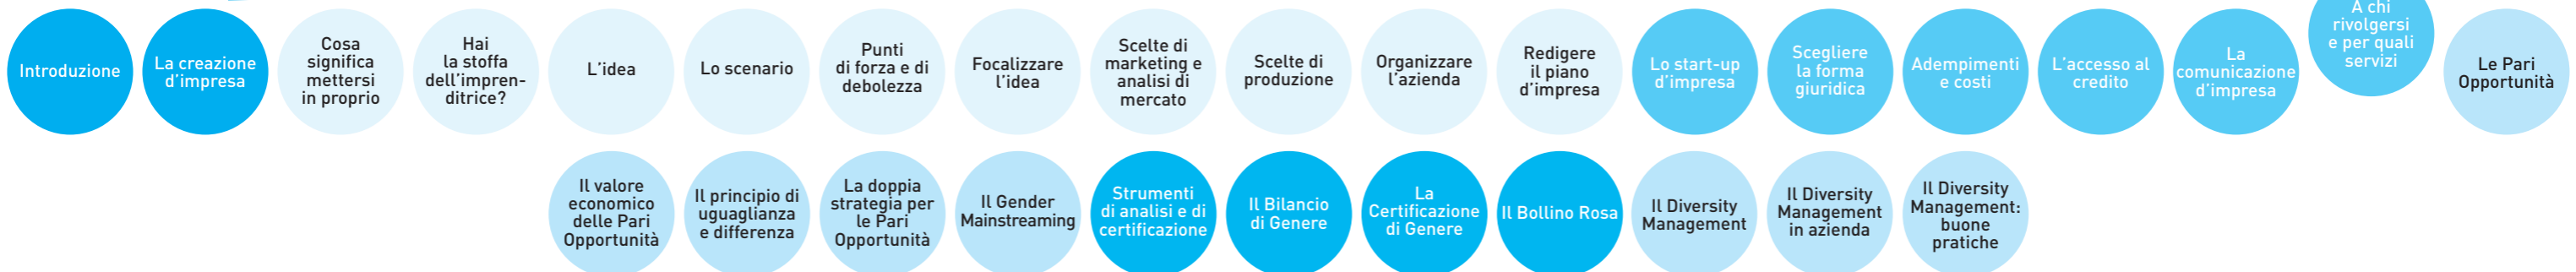 Introduzione
La creazione
d’impresa
Cosa
significa
mettersi
in proprio
Hai
la stoffa
dell’impren-
ditrice?
L’idea
Lo scenario
Punti
di forza e di
debolezza
Focalizzare
l’idea
Scelte di
marketing e
analisi di
mercato
Scelte di
produzione
Organizzare
l’azienda
Redigere
il piano
d’impresa
Lo start-up
d’impresa
Scegliere
la forma
giuridica
Adempimenti
e costi
L’accesso al
credito
La
comunicazione
d’impresa
A chi
rivolgersi
e per quali
servizi
Le Pari
Opportunità
Il valore
economico
delle Pari
Opportunità
Il principio di
uguaglianza
e differenza
La doppia
strategia per
le Pari
Opportunità
Il Gender
Mainstreaming
Strumenti
di analisi e di
certificazione
Il Bilancio
di Genere
La
Certificazione
di Genere
Il Bollino Rosa
Il Diversity
Management
Il Diversity
Management
in azienda
Il Diversity
Management:
buone
pratiche